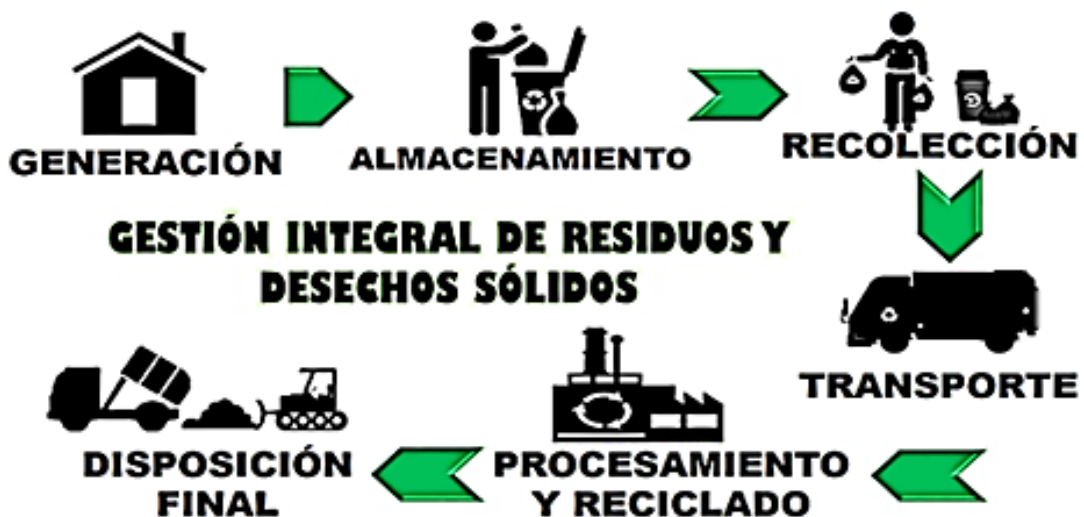 GENERACIÓN
ALMACENAMIENTO
RECOLECCIÓN
GESTIÓN INTEGRAL DE RESIDUOS Y
DESECHOS SÓLIDOS
TRANSPORTE
PROCESAMIENTO
Y RECICLADO
DISPOSICIÓN
FINAL